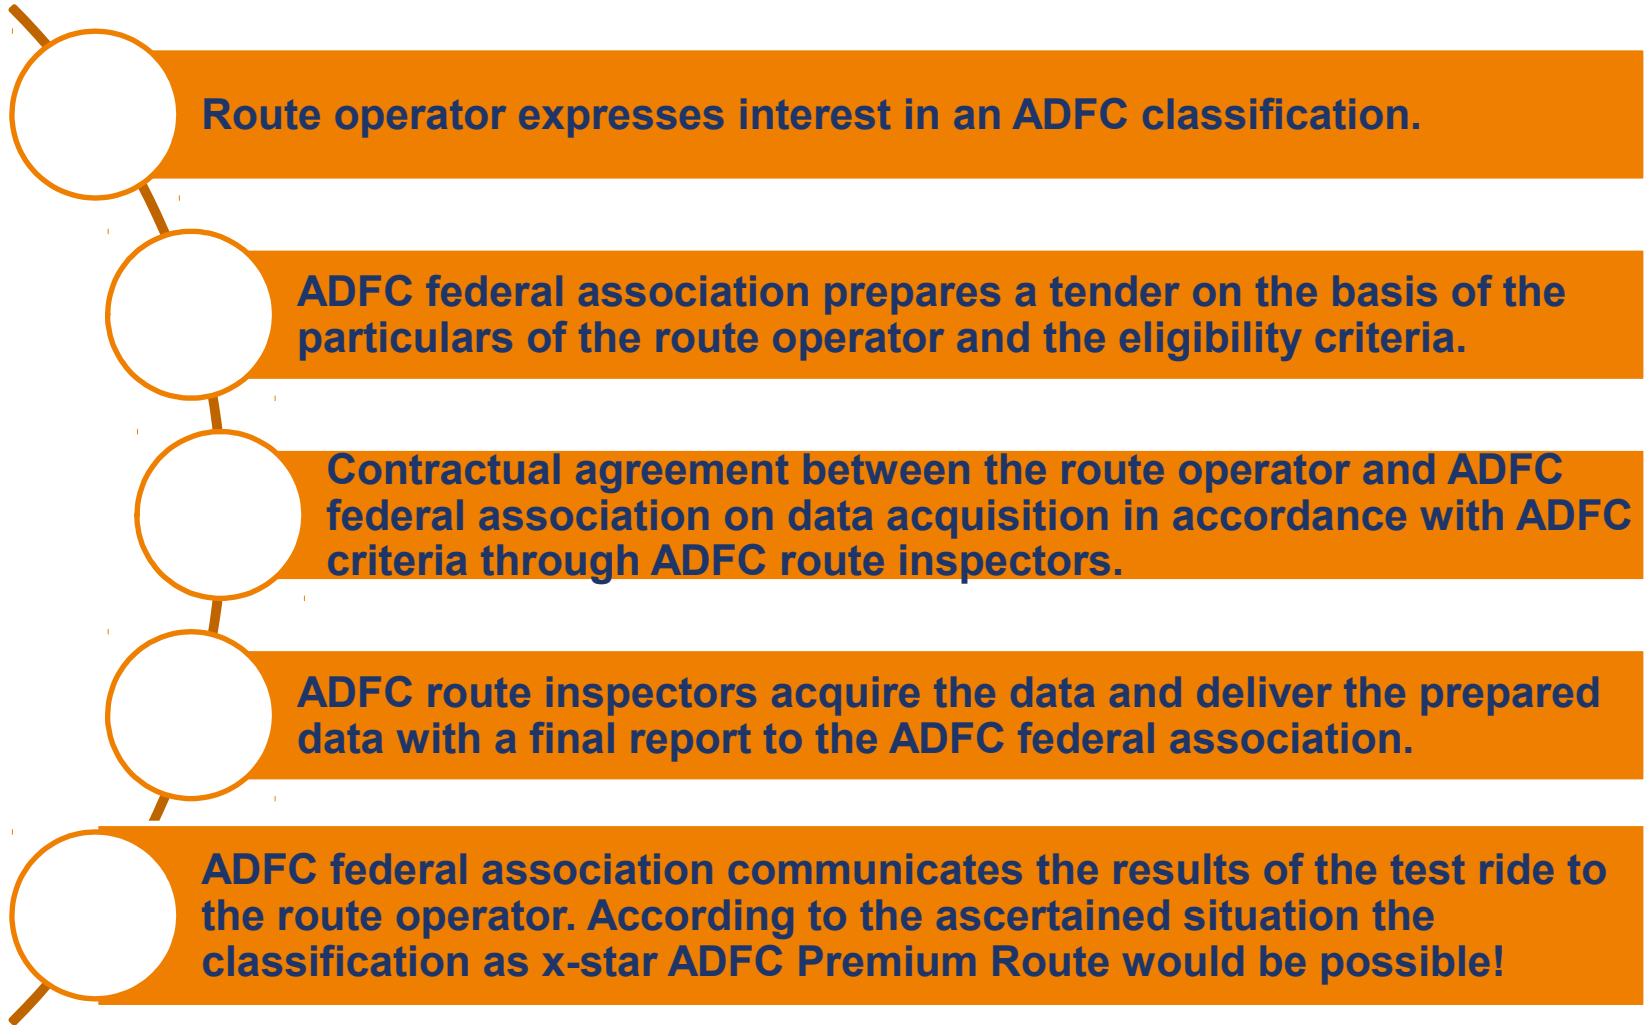 Route operator expresses interest in an ADFC classification.
ADFC federal association prepares a tender on the basis of the
particulars of the route operator and the eligibility criteria.
Contractual agreement between the route operator and ADFC
federal association on data acquisition in accordance with ADFC
criteria through ADFC route inspectors.
ADFC route inspectors acquire the data and deliver the prepared
data with a final report to the ADFC federal association.
ADFC federal association communicates the results of the test ride to
the route operator. According to the ascertained situation the
classification as x-star ADFC Premium Route would be possible!